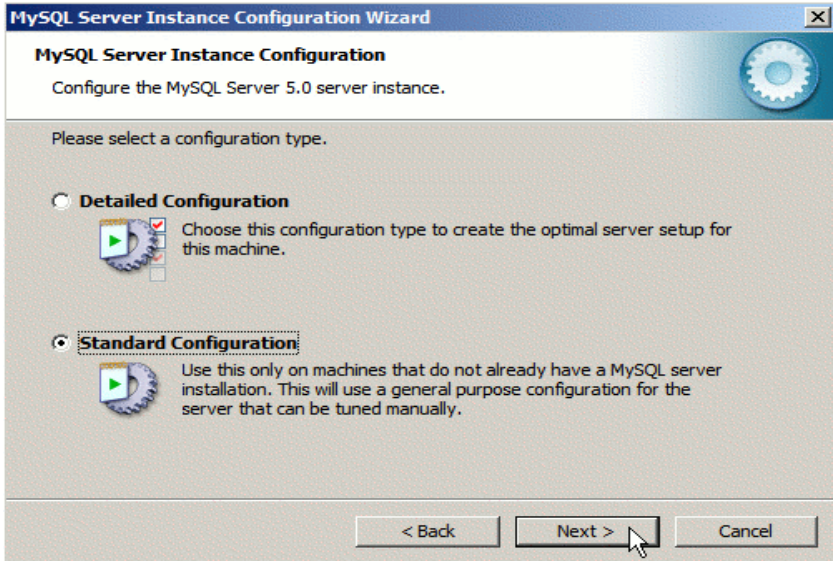 MySQL Server Instance Configuration Wizard
MySQL Server Instance Configuration
Configure the MySQL Server 5.0 server instance.
Please select a configuration type.
Detailed Configuration
Choose this configuration type to create the optimal server setup for
this machine.
Standard Configuration
Use this only on machines that do not already have a MySQL server
installation. This will use a general purpose configuration for the
server that can be tuned manually.
< Back
Next >
Cancel